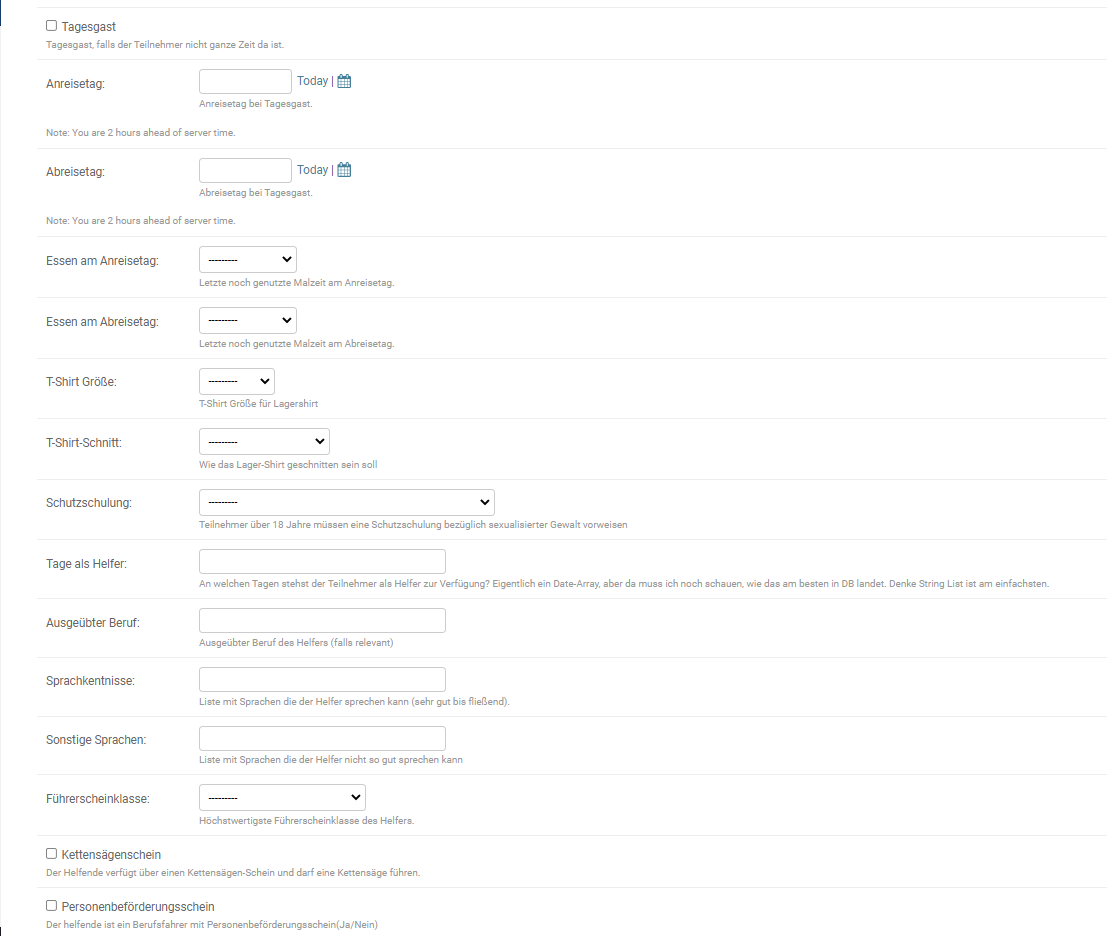 Tagesgast
Tagesgast, falls der Teilnehmer nicht ganze Zeit da ist.
Anreisetag: Today |
Anreisetag bei Tagesgast.
Note: You are 2 hours ahead of server time.
Abreisetag: Today |
Abreisetag bei Tagesgast.
Note: You are 2 hours ahead of server time.
Essen am Anreisetag: ---------
Letzte noch genutzte Malzeit am Anreisetag.
Essen am Abreisetag: ---------
Letzte noch genutzte Malzeit am Abreisetag.
T-Shirt Größe: ---------
T-Shirt Größe für Lagershirt
T-Shirt-Schnitt: ---------
Wie das Lager-Shirt geschnitten sein soll
Schutzschulung: ---------
Teilnehmer über 18 Jahre müssen eine Schutzschulung bezüglich sexualisierter Gewalt vorweisen
Tage als Helfer:
An welchen Tagen stehst der Teilnehmer als Helfer zur Verfügung? Eigentlich ein Date-Array, aber da muss ich noch schauen, wie das am besten in DB landet. Denke String List ist am einfachsten.
Ausgeübter Beruf:
Ausgeübter Beruf des Helfers (falls relevant)
Sprachkentnisse:
Liste mit Sprachen die der Helfer sprechen kann (sehr gut bis fließend).
Sonstige Sprachen:
Liste mit Sprachen die der Helfer nicht so gut sprechen kann
Führerscheinklasse: ---------
Höchstwertigste Führerscheinklasse des Helfers.
Kettensägenschein
Der Helfende verfügt über einen Kettensägen-Schein und darf eine Kettensäge führen.
Personenbeförderungsschein
Der helfende ist ein Berufsfahrer mit Personenbeförderungsschein(Ja/Nein)